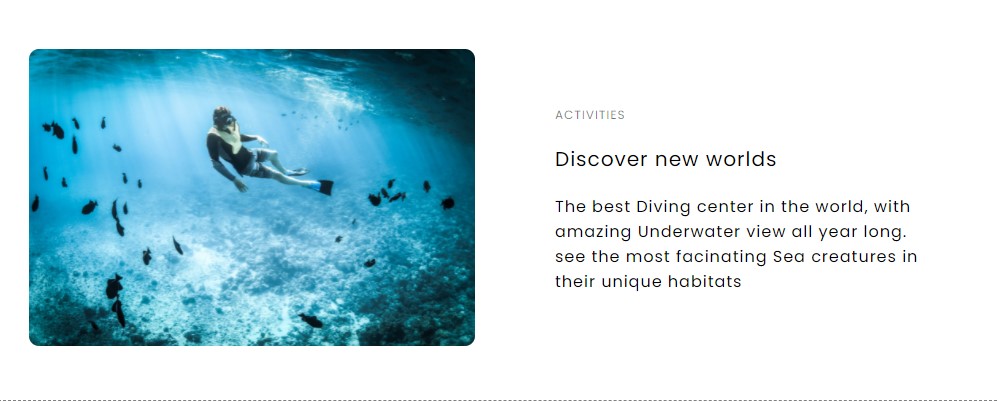 ACTIVITIES
Discover new worlds
The best Diving center in the world, with
amazing Underwater view all year long.
see the most facinating Sea creatures in
their unique habitats